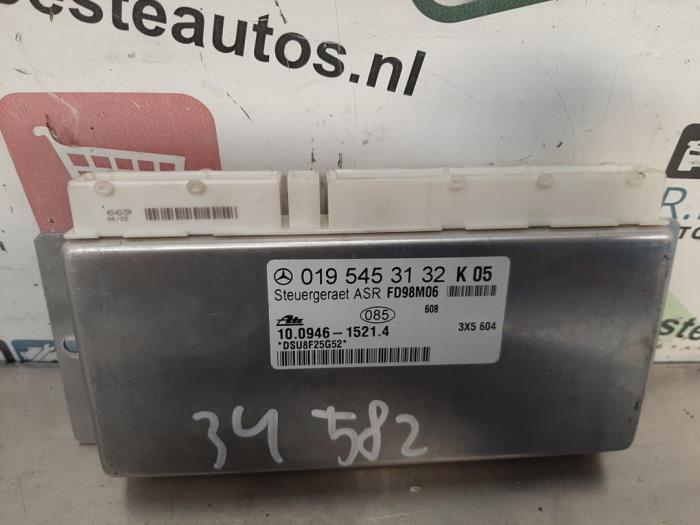 esteautos.nl
669
019 545 31 32 K 05
Steuergeraet ASR FD98M06
085 608
Ate
10.0946-1521.4 3X5 604
*DSU8F25G52*
34 582